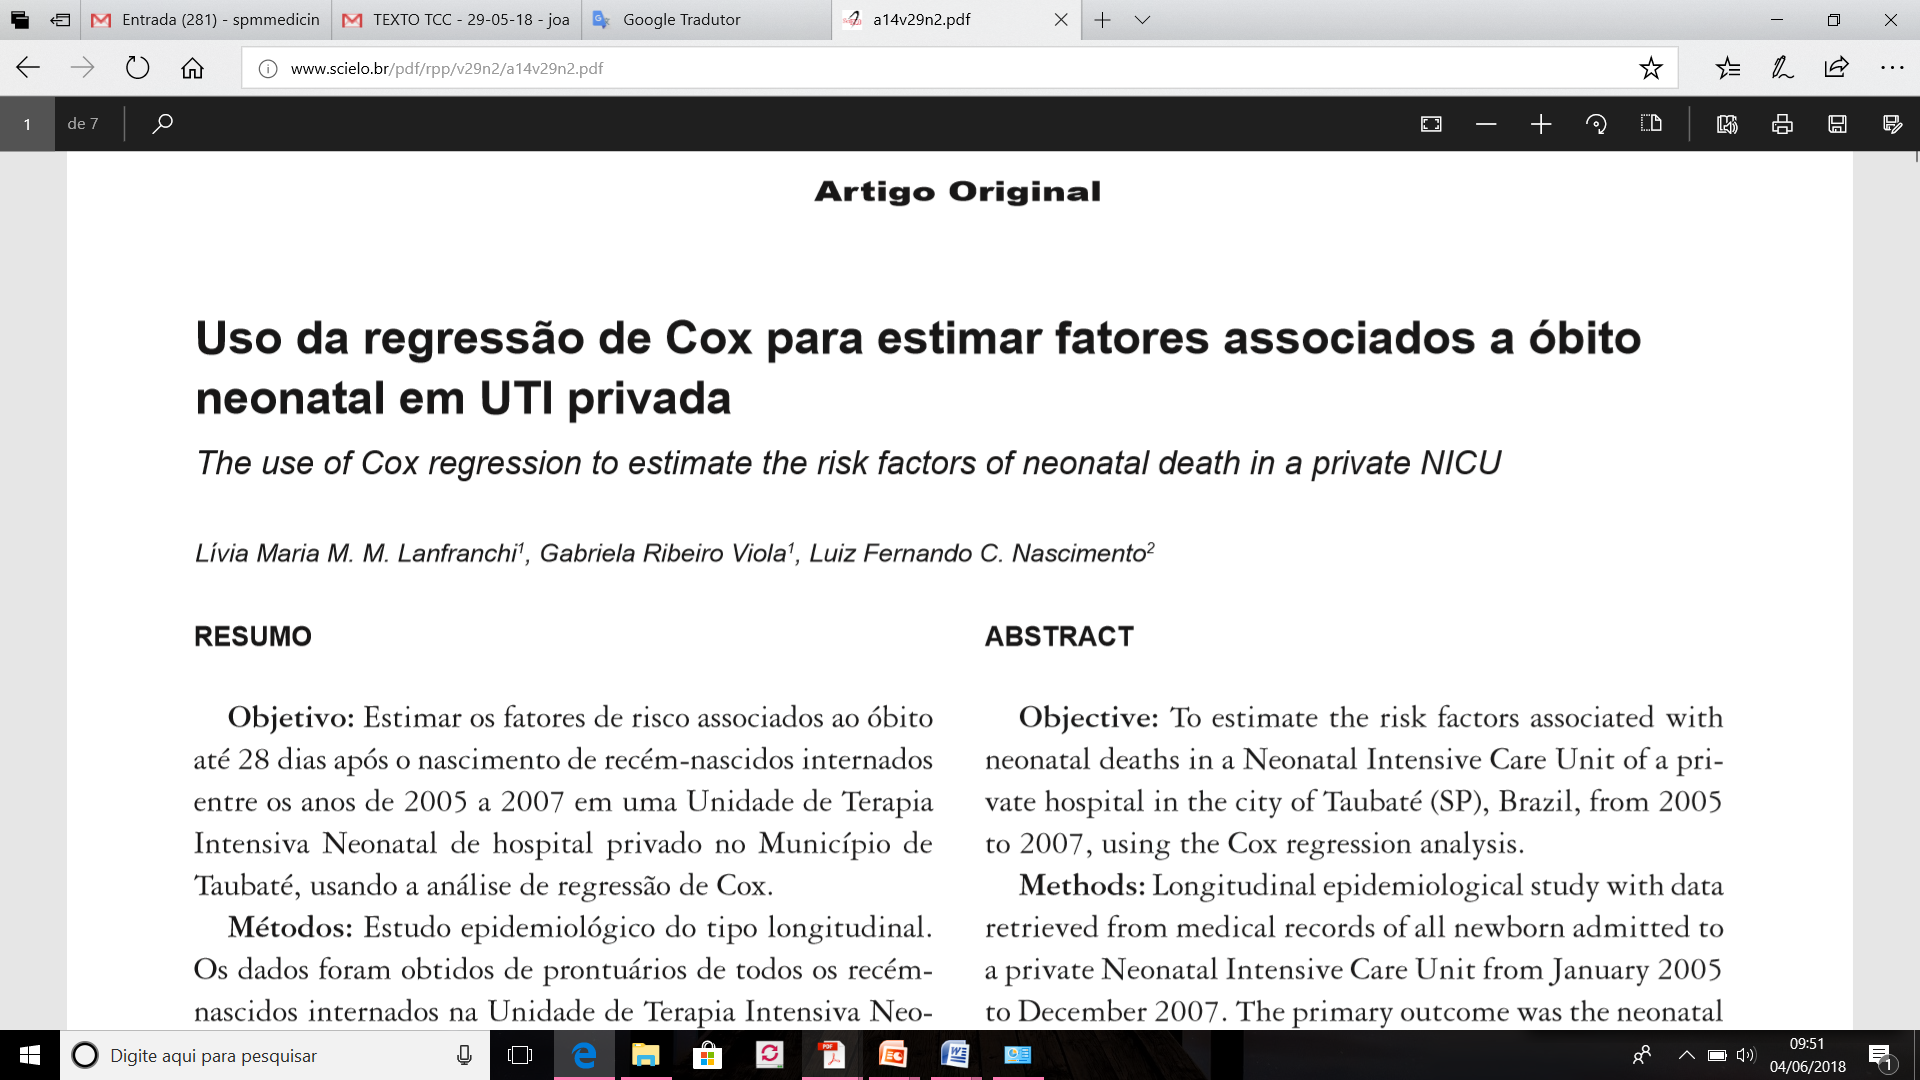 Entrada (281) - spmmedicin
TEXTO TCC - 29-05-18 - joa
Google Tradutor
a14v29n2.pdf
www.scielo.br/pdf/rpp/v29n2/a14v29n2.pdf
1 de 7
Artigo Original
Uso da regressão de Cox para estimar fatores associados a óbito
neonatal em UTI privada
The use of Cox regression to estimate the risk factors of neonatal death in a private NICU
Lívia Maria M. M. Lanfranchi¹, Gabriela Ribeiro Viola¹, Luiz Fernando C. Nascimento²
RESUMO
Objetivo: Estimar os fatores de risco associados ao óbito
até 28 dias após o nascimento de recém-nascidos internados
entre os anos de 2005 a 2007 em uma Unidade de Terapia
Intensiva Neonatal de hospital privado no Município de
Taubaté, usando a análise de regressão de Cox.
Métodos: Estudo epidemiológico do tipo longitudinal.
Os dados foram obtidos de prontuários de todos os recém-
nascidos internados na Unidade de Terapia Intensiva Neo-
ABSTRACT
Objective: To estimate the risk factors associated with
neonatal deaths in a Neonatal Intensive Care Unit of a pri-
vate hospital in the city of Taubaté (SP), Brazil, from 2005
to 2007, using the Cox regression analysis.
Methods: Longitudinal epidemiological study with data
retrieved from medical records of all newborn admitted to
a private Neonatal Intensive Care Unit from January 2005
to December 2007. The primary outcome was the neonatal
Digite aqui para pesquisar
09:51
04/06/2018
1